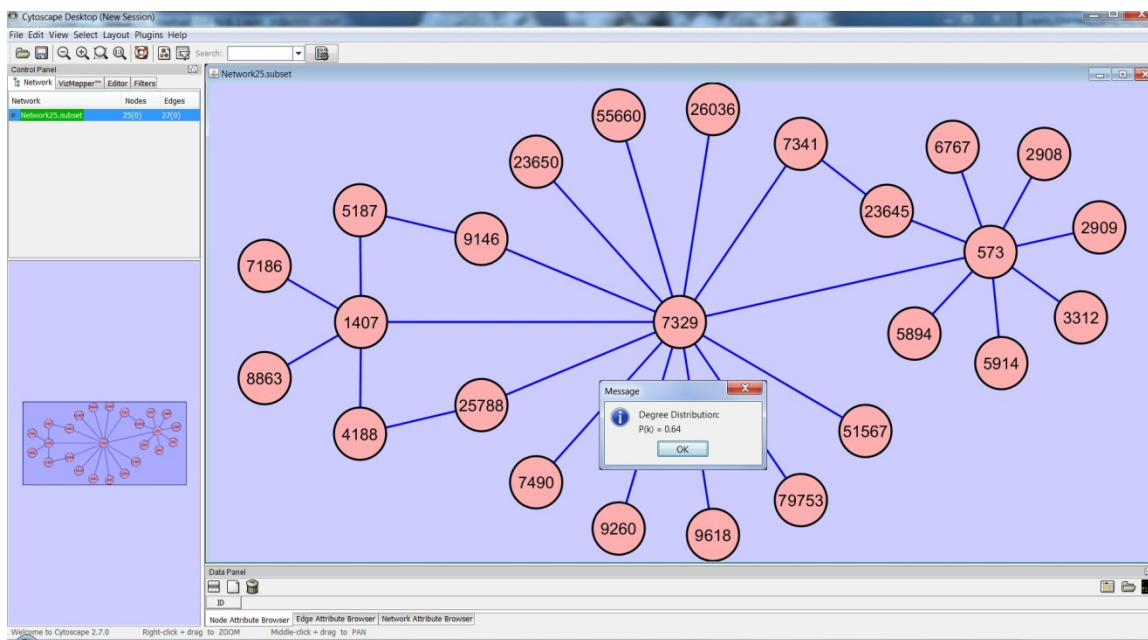 Cytoscape Desktop (New Session)
File Edit View Select Layout Plugins Help
Search:
Control Panel
Network VizMapper™ Editor Filters
Network Nodes Edges
Network25.subset 25(0) 27(0)
Network25.subset
55660
26036
23650
7341
6767
2908
5187
23645
9146
2909
7186
573
1407
7329
3312
5894
5914
8863
25788
4188
51567
7490
79753
9260
9618
Message
Degree Distribution:
P(k) = 0.64
OK
Data Panel
ID
Node Attribute Browser Edge Attribute Browser Network Attribute Browser
Welcome to Cytoscape 2.7.0 Right-click + drag to ZOOM Middle-click + drag to PAN